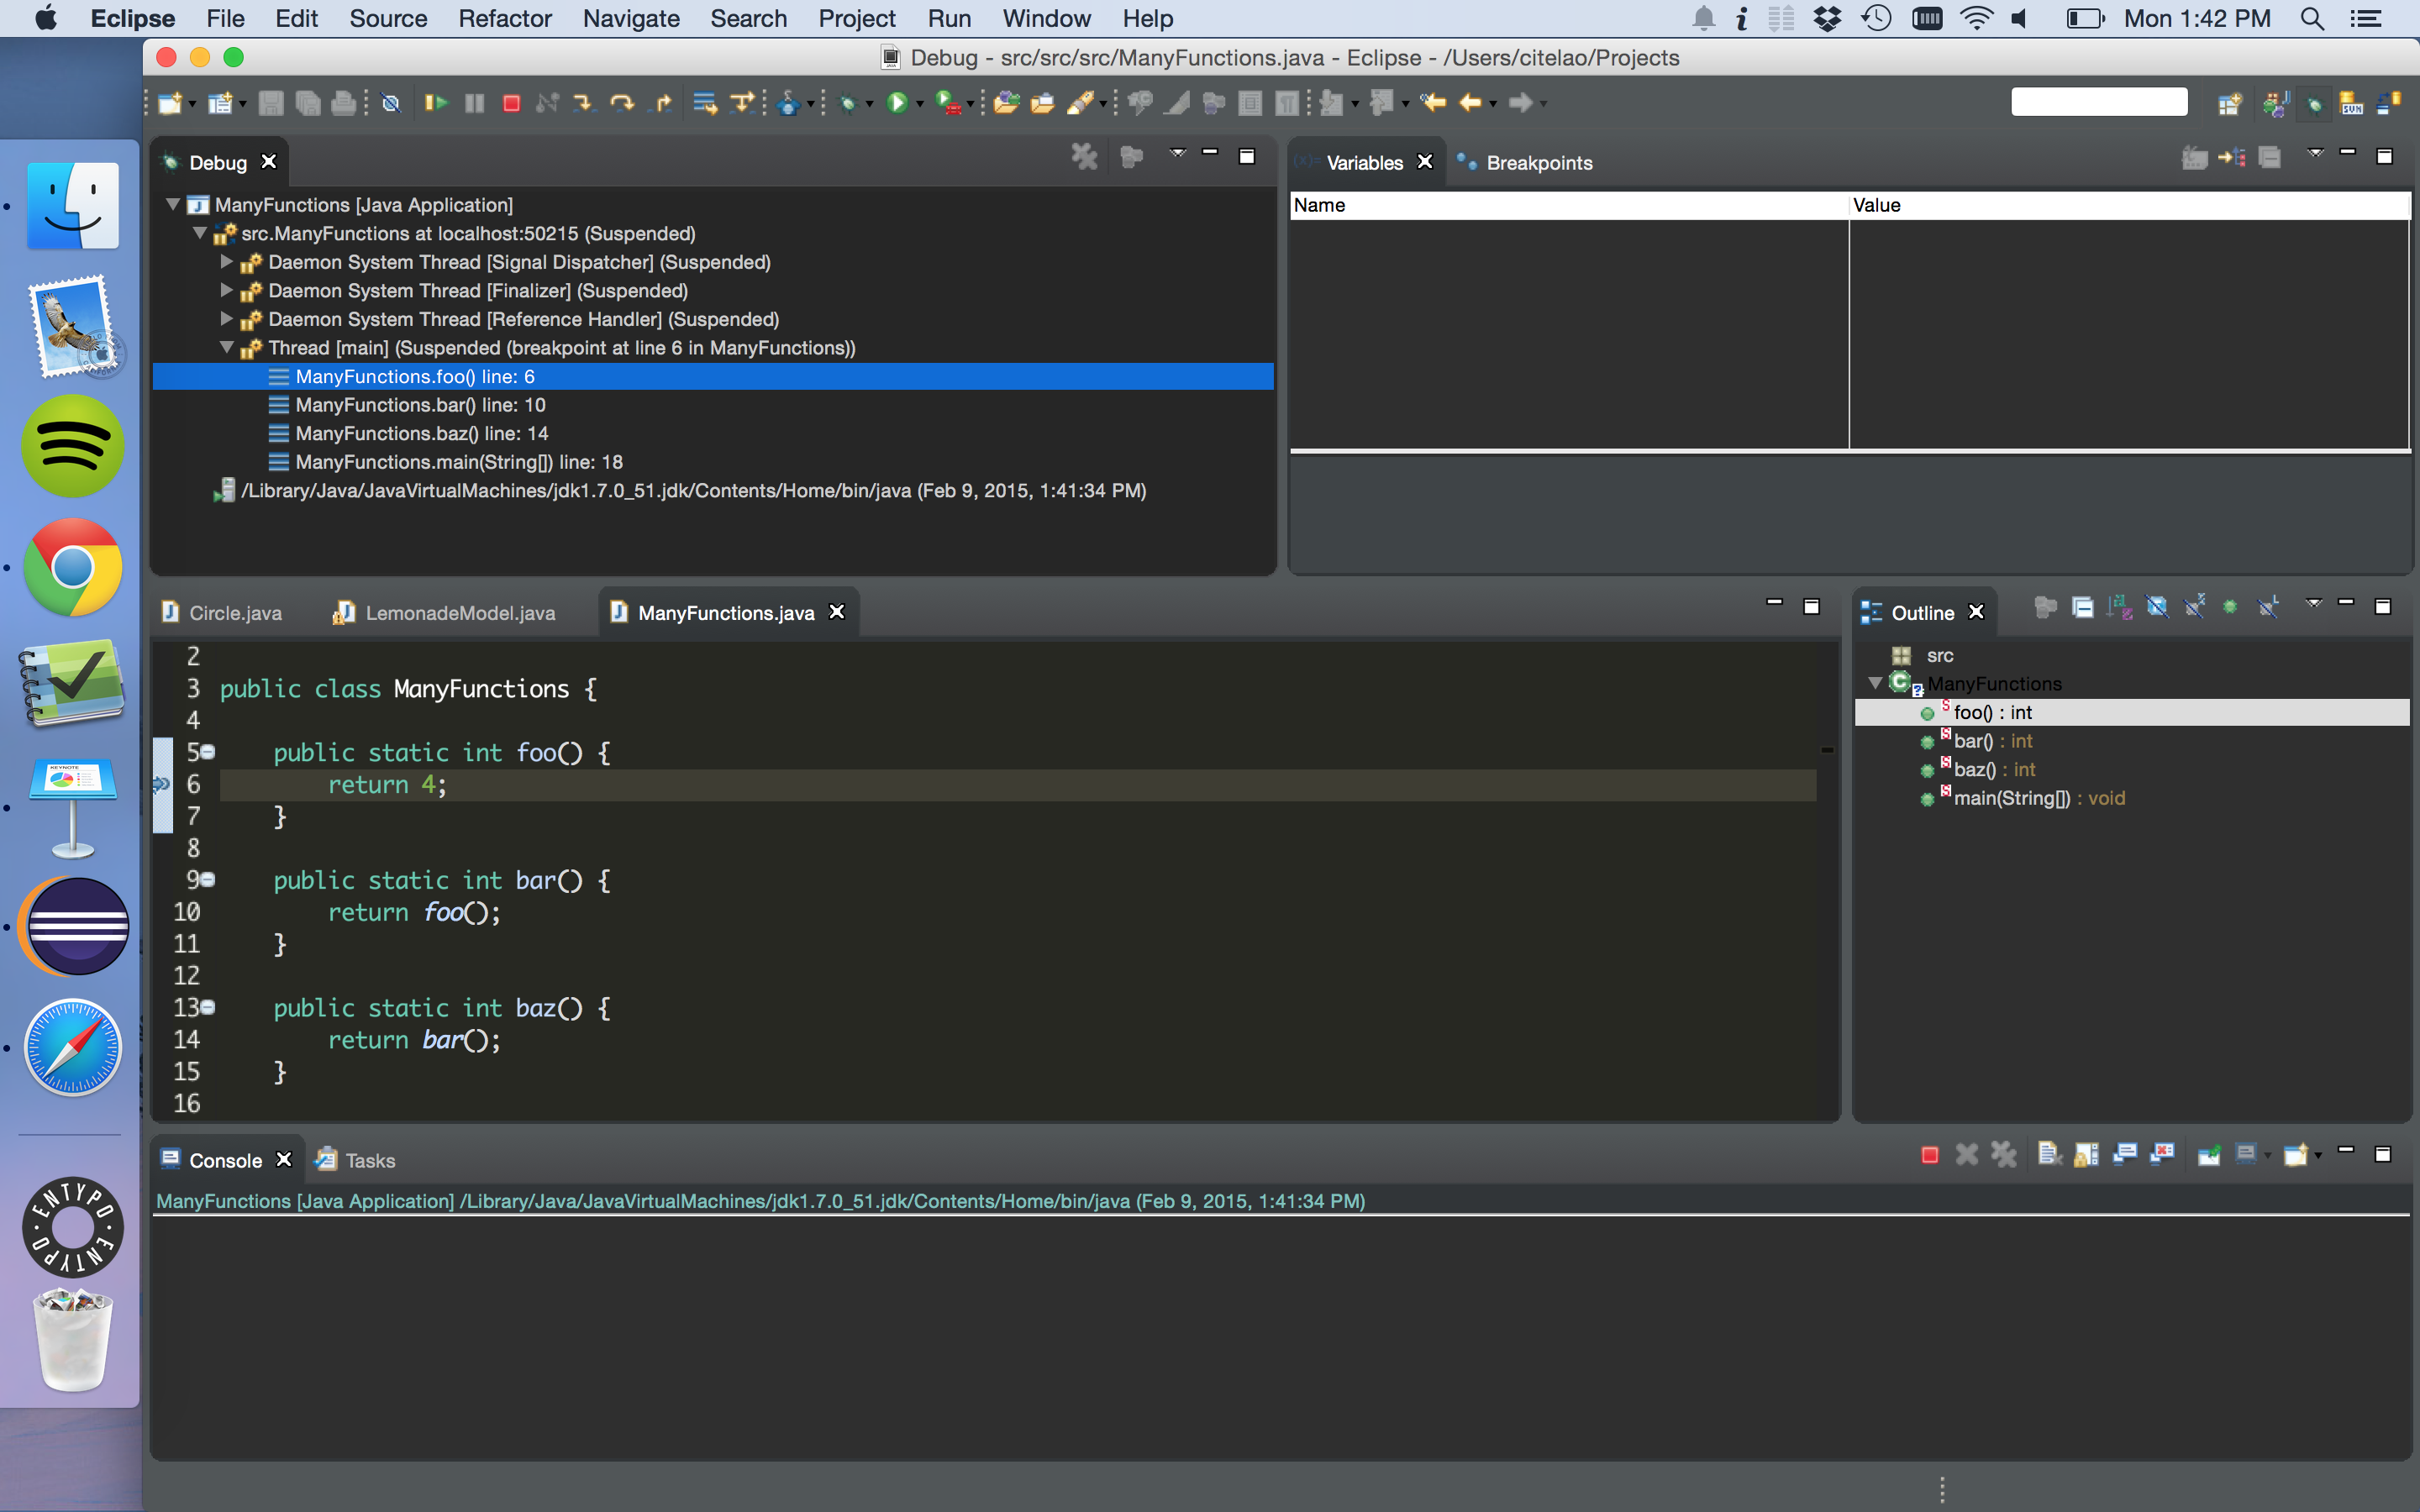 Eclipse File Edit Source Refactor Navigate Search Project Run Window Help Mon 1:42 PM
Debug - src/src/src/ManyFunctions.java - Eclipse - /Users/citelao/Projects
Debug
ManyFunctions [Java Application]
src.ManyFunctions at localhost:50215 (Suspended)
Daemon System Thread [Signal Dispatcher] (Suspended)
Daemon System Thread [Finalizer] (Suspended)
Daemon System Thread [Reference Handler] (Suspended)
Thread [main] (Suspended (breakpoint at line 6 in ManyFunctions))
ManyFunctions.foo() line: 6
ManyFunctions.bar() line: 10
ManyFunctions.baz() line: 14
ManyFunctions.main(String[]) line: 18
/Library/Java/JavaVirtualMachines/jdk1.7.0_51.jdk/Contents/Home/bin/java (Feb 9, 2015, 1:41:34 PM)
(x)= Variables Breakpoints
Name Value
Circle.java LemonadeModel.java ManyFunctions.java
2
3 public class ManyFunctions {
4
5 public static int foo() {
6 return 4;
7 }
8
9 public static int bar() {
10 return foo();
11 }
12
13 public static int baz() {
14 return bar();
15 }
16
Outline
src
ManyFunctions
foo() : int
bar() : int
baz() : int
main(String[]) : void
Console Tasks
ManyFunctions [Java Application] /Library/Java/JavaVirtualMachines/jdk1.7.0_51.jdk/Contents/Home/bin/java (Feb 9, 2015, 1:41:34 PM)
KEYNOTE
ENTYPO · ENTYPO ·
SVN